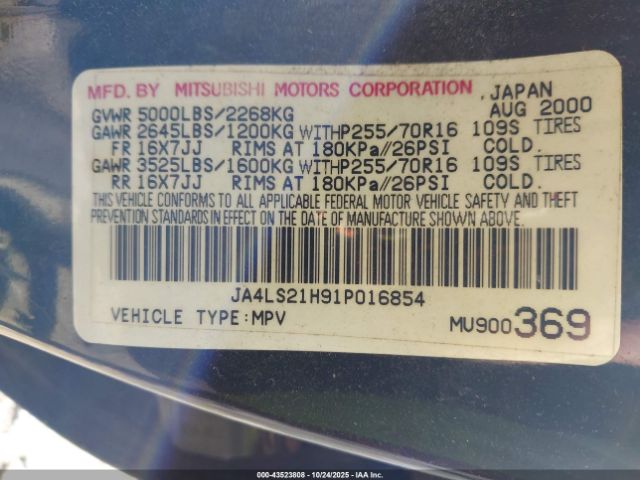 MFD. BY MITSUBISHI MOTORS CORPORATION , JAPAN
GVWR 5000LBS/2268KG AUG 2000
GAWR 2645LBS/1200KG WITH P255/70R16 109S TIRES
FR 16X7JJ RIMS AT 180KPa//26PSI COLD.
GAWR 3525LBS/1600KG WITH P255/70R16 109S TIRES
RR 16X7JJ RIMS AT 180KPa//26PSI COLD.
THIS VEHICLE CONFORMS TO ALL APPLICABLE FEDERAL MOTOR VEHICLE SAFETY AND THEFT
PREVENTION STANDARDS IN EFFECT ON THE DATE OF MANUFACTURE SHOWN ABOVE.
JA4LS21H91P016854
VEHICLE TYPE:MPV MU900369
000-43523808 - 10/24/2025 - IAAI.com